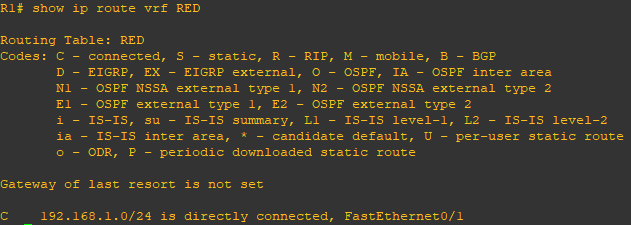 R1# show ip route vrf RED
Routing Table: RED
Codes: C - connected, S - static, R - RIP, M - mobile, B - BGP
D - EIGRP, EX - EIGRP external, O - OSPF, IA - OSPF inter area
N1 - OSPF NSSA external type 1, N2 - OSPF NSSA external type 2
E1 - OSPF external type 1, E2 - OSPF external type 2
i - IS-IS, su - IS-IS summary, L1 - IS-IS level-1, L2 - IS-IS level-2
ia - IS-IS inter area, * - candidate default, U - per-user static route
o - ODR, P - periodic downloaded static route
Gateway of last resort is not set
C 192.168.1.0/24 is directly connected, FastEthernet0/1